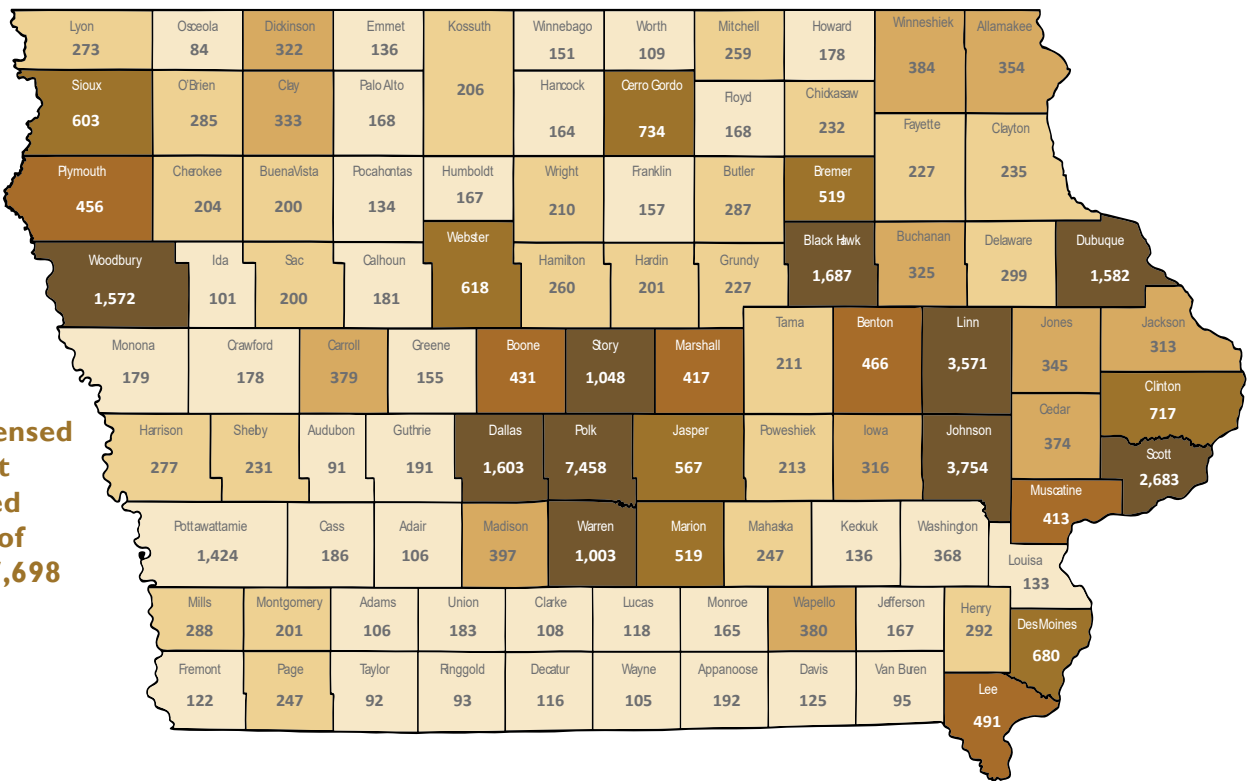 Lyon Osceola Dickinson Emmet Kossuth Winnebago Worth Mitchell Howard Winneshiek Allamakee
273 84 322 136 206 151 109 259 178 384 354
Sioux O'Brien Clay Palo Alto Hancock Cerro Gordo Floyd Chickasaw Fayette Clayton
603 285 333 168 164 734 168 232 227 235
Plymouth Cherokee BuenaVista Pocahontas Humboldt Wright Franklin Butler Bremer
456 204 200 134 167 210 157 287 519
Woodbury Ida Sac Calhoun Webster Hamilton Hardin Grundy Black Hawk Buchanan Delaware Dubuque
1,572 101 200 181 618 260 201 227 1,687 325 299 1,582
Monona Crawford Carroll Greene Boone Story Marshall Tama Benton Linn Jones Jackson
179 178 379 155 431 1,048 417 211 466 3,571 345 313
Clinton
717
Harrison Sheby Audubon Guthrie Dallas Polk Jasper Poweshiek Iowa Johnson Cedar Scott
277 231 91 191 1,603 7,458 567 213 316 3,754 374 2,683
ensed
t
ed
of
,698
Pottawattamie Cass Adair Madison Warren Marion Mahaska Keokuk Washington Muscatine
1,424 186 106 397 1,003 519 247 136 368 413
Louisa
133
Mills Montgomery Adams Union Clarke Lucas Monroe Wapello Jefferson Henry Des Moines
288 201 106 183 108 118 165 380 167 292 680
Fremont Page Taylor Ringgold Decatur Wayne Appanoose Davis Van Buren Lee
122 247 92 93 116 105 192 125 95 491